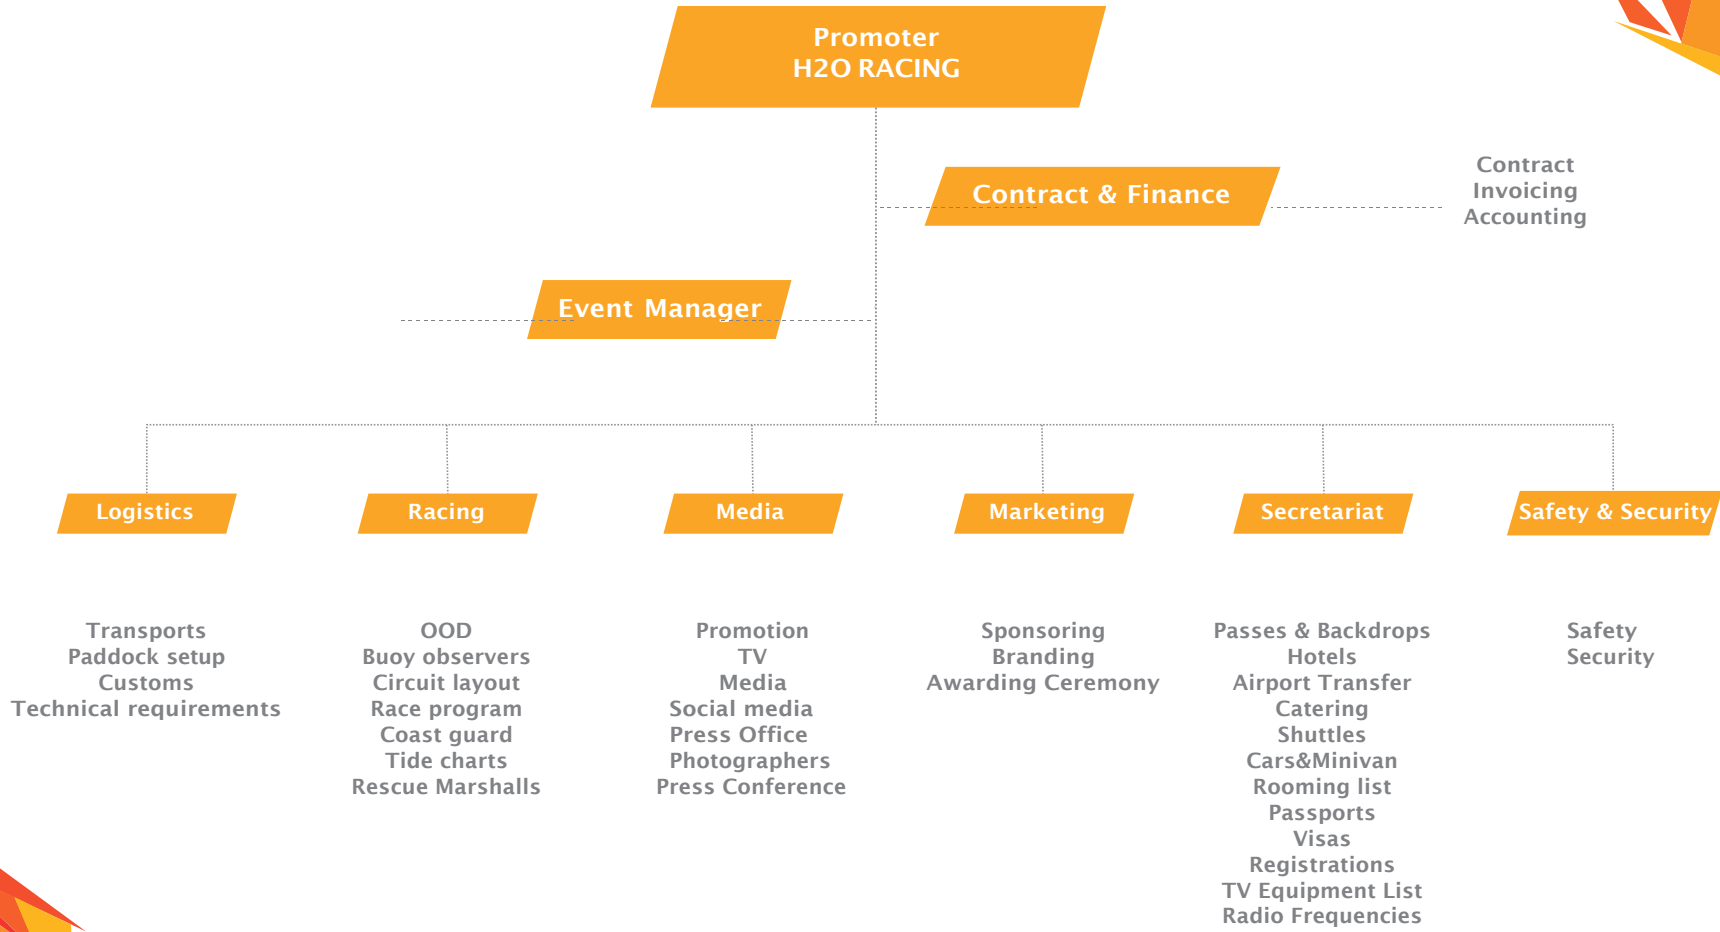 Promoter
H2O RACING
Contract & Finance
Contract
Invoicing
Accounting
Event Manager
Logistics
Transports
Paddock setup
Customs
Technical requirements
Racing
OOD
Buoy observers
Circuit layout
Race program
Coast guard
Tide charts
Rescue Marshalls
Media
Promotion
TV
Media
Social media
Press Office
Photographers
Press Conference
Marketing
Sponsoring
Branding
Awarding Ceremony
Secretariat
Passes & Backdrops
Hotels
Airport Transfer
Catering
Shuttles
Cars&Minivan
Rooming list
Passports
Visas
Registrations
TV Equipment List
Radio Frequencies
Safety & Security
Safety
Security